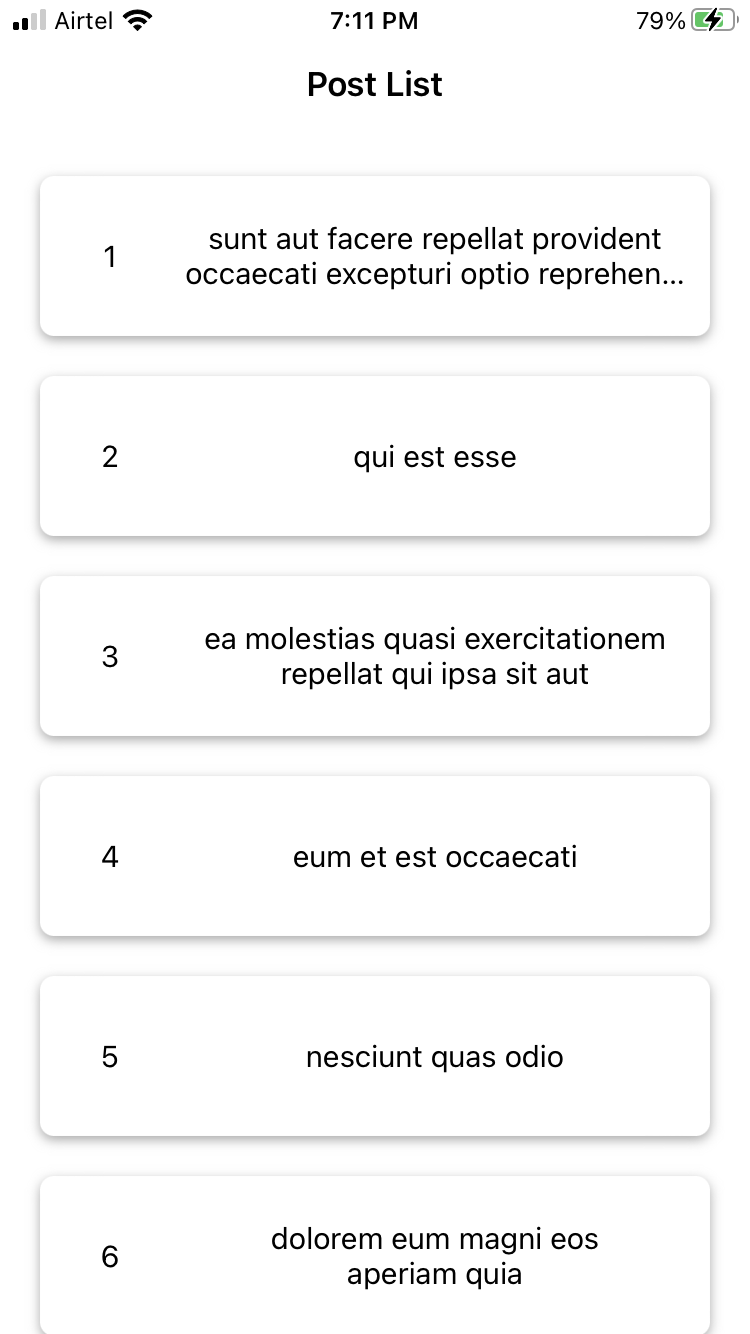 Airtel 7:11 PM 79%
Post List
1 sunt aut facere repellat provident
occaecati excepturi optio reprehen...
2 qui est esse
3 ea molestias quasi exercitationem
repellat qui ipsa sit aut
4 eum et est occaecati
5 nesciunt quas odio
6 dolorem eum magni eos
aperiam quia